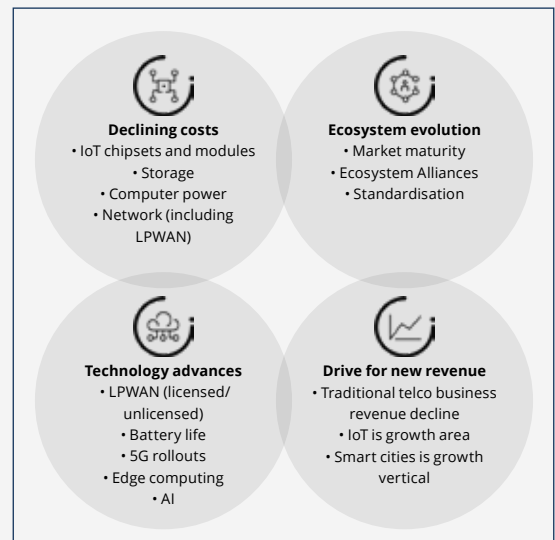 Declining costs
• IoT chipsets and modules
• Storage
• Computer power
• Network (including
LPWAN)
Ecosystem evolution
• Market maturity
• Ecosystem Alliances
• Standardisation
Technology advances
• LPWAN (licensed/
unlicensed)
• Battery life
• 5G rollouts
• Edge computing
• AI
Drive for new revenue
• Traditional telco business
revenue decline
• IoT is growth area
• Smart cities is growth
vertical